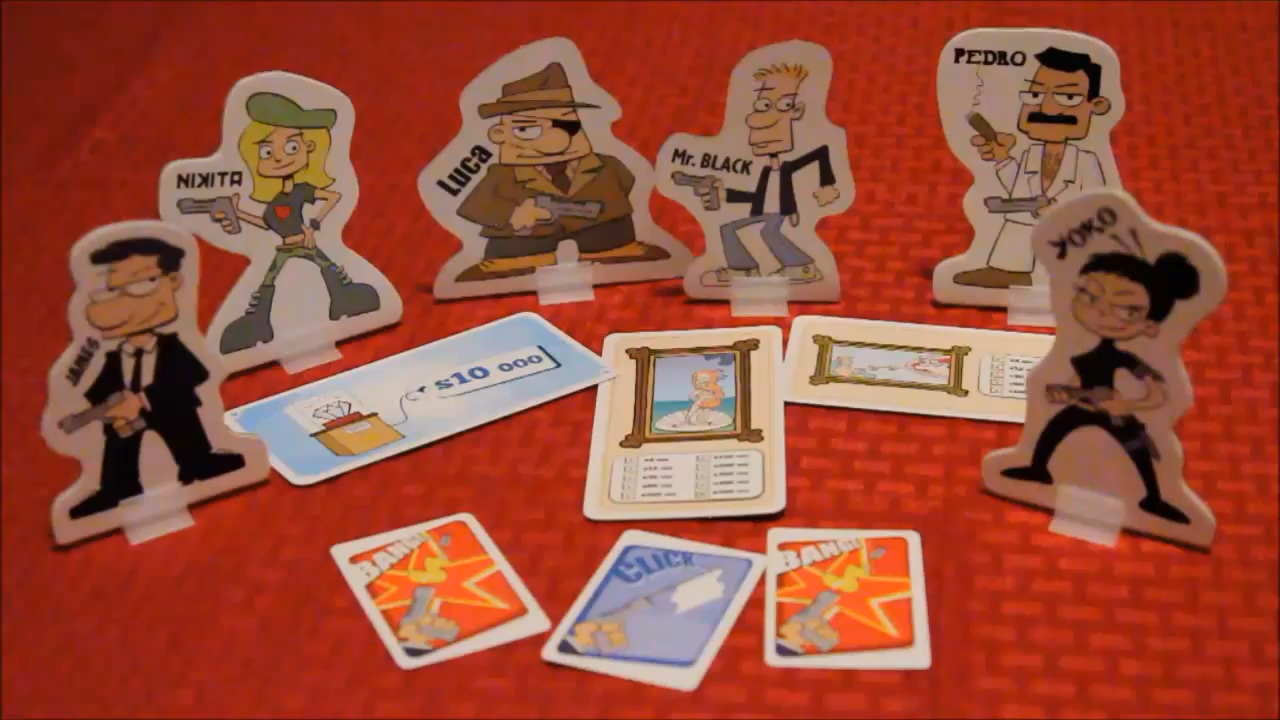 NIKITA
Luca
Mr. BLACK
PEDRO
YOKO
JAMES
$10 000
BANG!
CLICK
BANG!